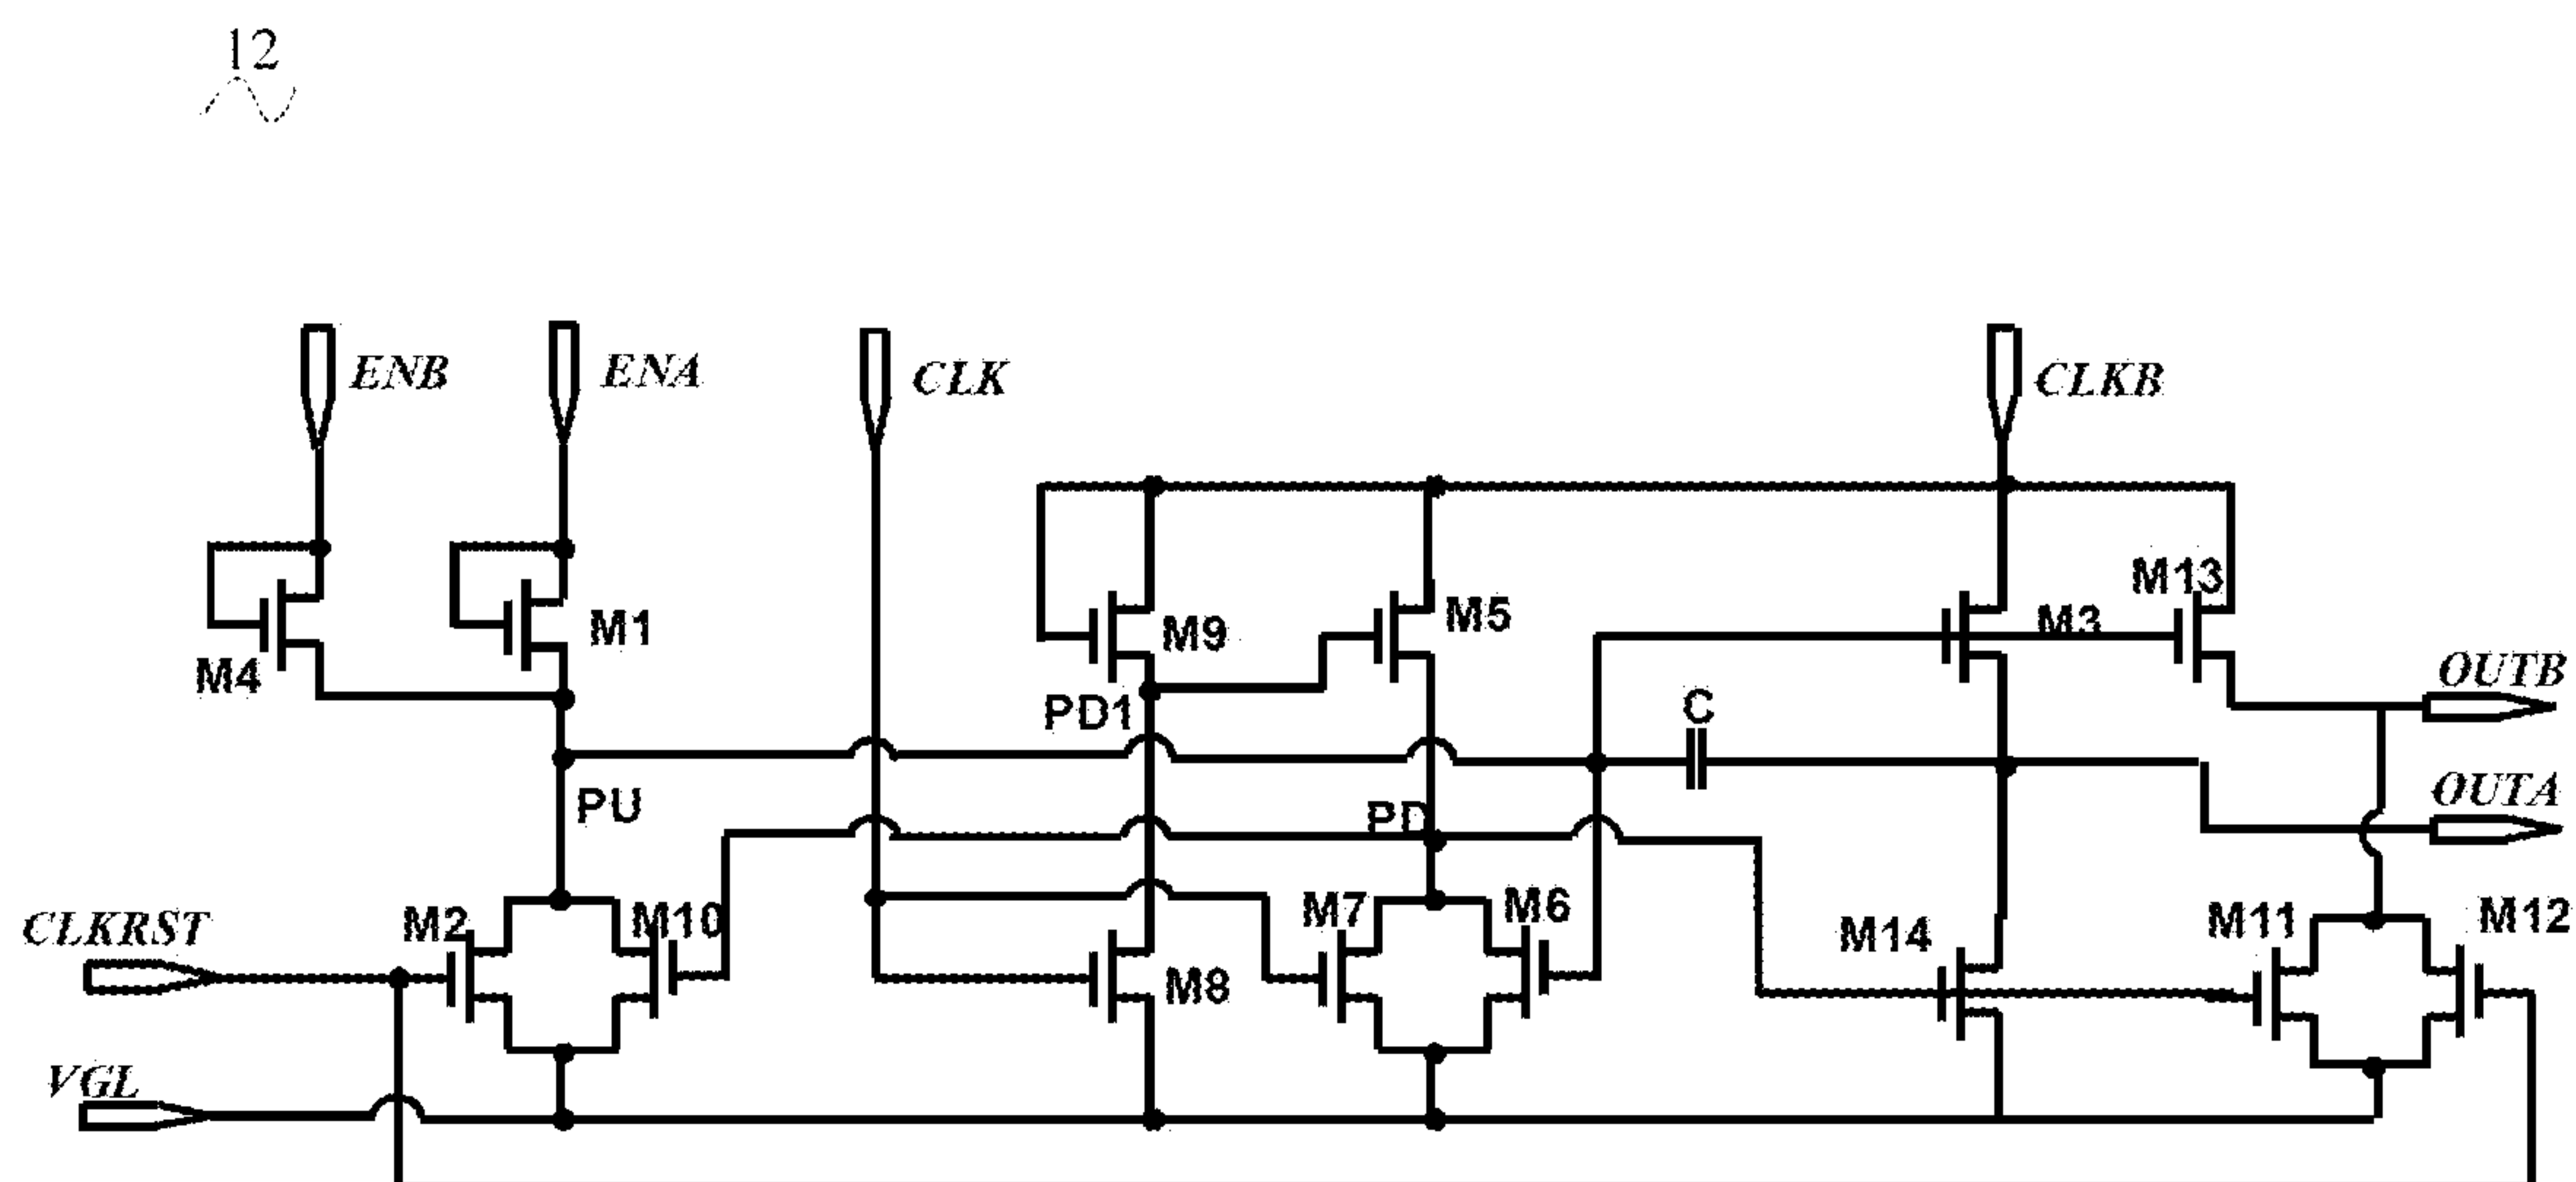 12
ENB
ENA
CLK
CLKB
M4
M1
M9
M5
M3
M13
OUTB
PD1
C
OUTA
PU
PD
CLKRST
M2
M10
M8
M7
M6
M14
M11
M12
VGL